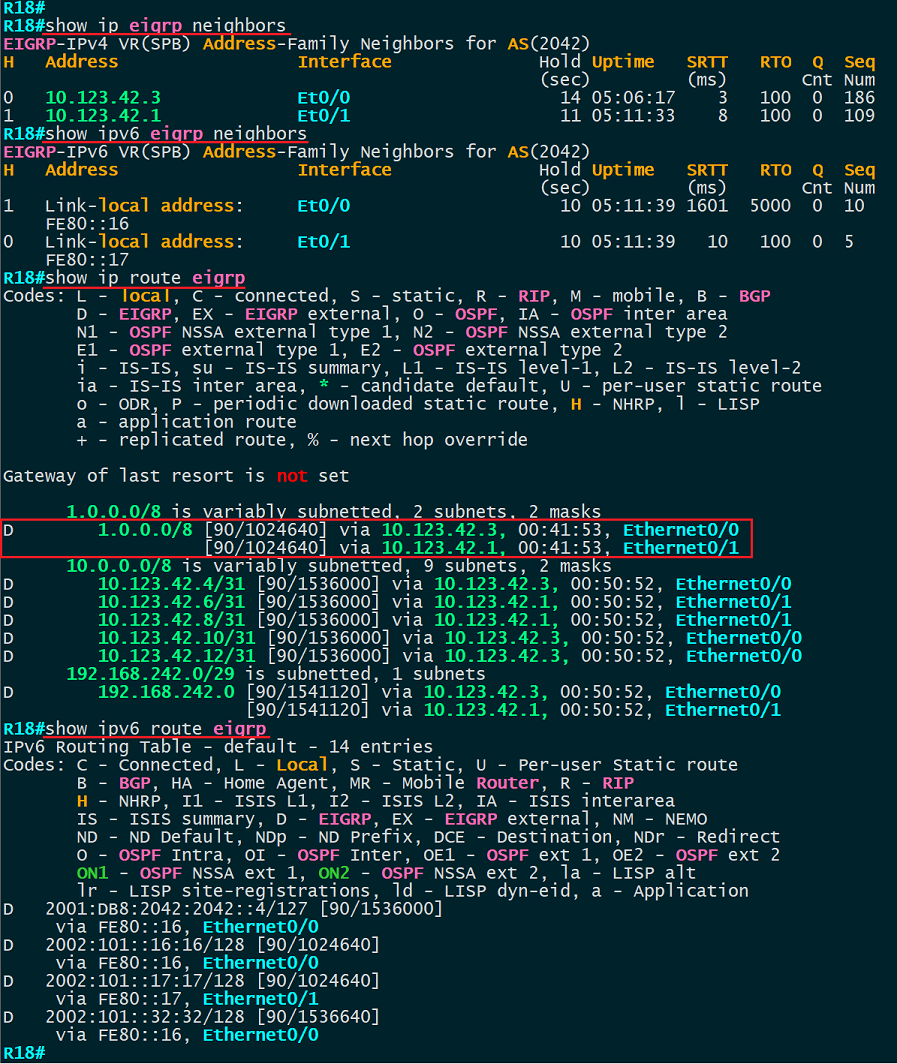 R18#
R18#show ip eigrp neighbors
EIGRP-IPv4 VR(SPB) Address-Family Neighbors for AS(2042)
H   Address                 Interface              Hold Uptime   SRTT   RTO  Q  Seq
                                                   (sec)         (ms)       Cnt Num
0   10.123.42.3             Et0/0                    14 05:06:17    3   100  0  186
1   10.123.42.1             Et0/1                    11 05:11:33    8   100  0  109
R18#show ipv6 eigrp neighbors
EIGRP-IPv6 VR(SPB) Address-Family Neighbors for AS(2042)
H   Address                 Interface              Hold Uptime   SRTT   RTO  Q  Seq
                                                   (sec)         (ms)       Cnt Num
1   Link-local address:     Et0/0                    10 05:11:39 1601  5000  0  10
    FE80::16
0   Link-local address:     Et0/1                    10 05:11:39   10   100  0  5
    FE80::17
R18#show ip route eigrp
Codes: L - local, C - connected, S - static, R - RIP, M - mobile, B - BGP
       D - EIGRP, EX - EIGRP external, O - OSPF, IA - OSPF inter area
       N1 - OSPF NSSA external type 1, N2 - OSPF NSSA external type 2
       E1 - OSPF external type 1, E2 - OSPF external type 2
       i - IS-IS, su - IS-IS summary, L1 - IS-IS level-1, L2 - IS-IS level-2
       ia - IS-IS inter area, * - candidate default, U - per-user static route
       o - ODR, P - periodic downloaded static route, H - NHRP, l - LISP
       a - application route
       + - replicated route, % - next hop override
Gateway of last resort is not set
      1.0.0.0/8 is variably subnetted, 2 subnets, 2 masks
D        1.0.0.0/8 [90/1024640] via 10.123.42.3, 00:41:53, Ethernet0/0
                   [90/1024640] via 10.123.42.1, 00:41:53, Ethernet0/1
      10.0.0.0/8 is variably subnetted, 9 subnets, 2 masks
D        10.123.42.4/31 [90/1536000] via 10.123.42.3, 00:50:52, Ethernet0/0
D        10.123.42.6/31 [90/1536000] via 10.123.42.1, 00:50:52, Ethernet0/1
D        10.123.42.8/31 [90/1536000] via 10.123.42.1, 00:50:52, Ethernet0/1
D        10.123.42.10/31 [90/1536000] via 10.123.42.3, 00:50:52, Ethernet0/0
D        10.123.42.12/31 [90/1536000] via 10.123.42.3, 00:50:52, Ethernet0/0
      192.168.242.0/29 is subnetted, 1 subnets
D        192.168.242.0 [90/1541120] via 10.123.42.3, 00:50:52, Ethernet0/0
                       [90/1541120] via 10.123.42.1, 00:50:52, Ethernet0/1
R18#show ipv6 route eigrp
IPv6 Routing Table - default - 14 entries
Codes: C - Connected, L - Local, S - Static, U - Per-user Static route
       B - BGP, HA - Home Agent, MR - Mobile Router, R - RIP
       H - NHRP, I1 - ISIS L1, I2 - ISIS L2, IA - ISIS interarea
       IS - ISIS summary, D - EIGRP, EX - EIGRP external, NM - NEMO
       ND - ND Default, NDp - ND Prefix, DCE - Destination, NDr - Redirect
       O - OSPF Intra, OI - OSPF Inter, OE1 - OSPF ext 1, OE2 - OSPF ext 2
       ON1 - OSPF NSSA ext 1, ON2 - OSPF NSSA ext 2, la - LISP alt
       lr - LISP site-registrations, ld - LISP dyn-eid, a - Application
D   2001:DB8:2042:2042::4/127 [90/1536000]
     via FE80::16, Ethernet0/0
D   2002:101::16:16/128 [90/1024640]
     via FE80::16, Ethernet0/0
D   2002:101::17:17/128 [90/1024640]
     via FE80::17, Ethernet0/1
D   2002:101::32:32/128 [90/1536640]
     via FE80::16, Ethernet0/0
R18#